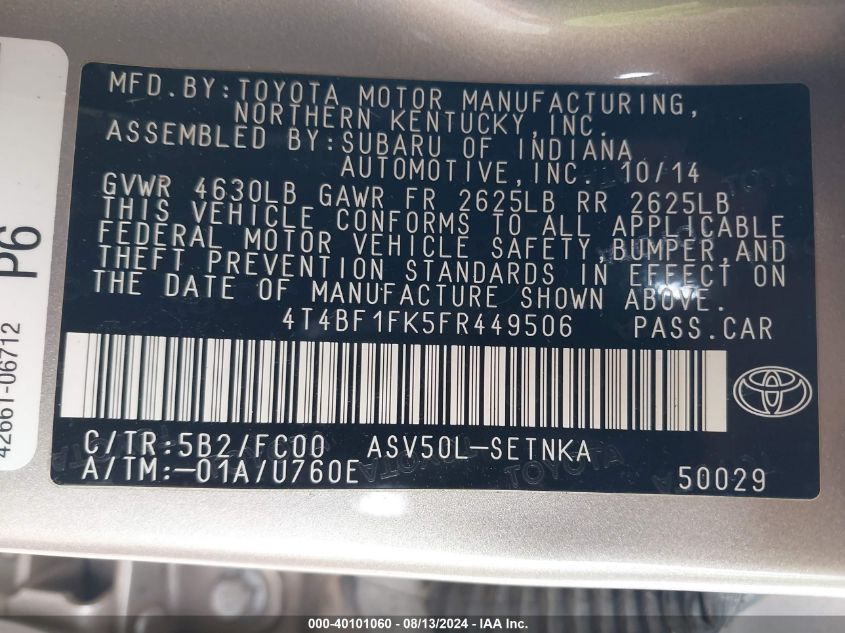 MFD.BY:TOYOTA MOTOR MANUFACTURING,
NORTHERN KENTUCKY,INC.
ASSEMBLED BY:SUBARU OF INDIANA
AUTOMOTIVE,INC. 10/14
GVWR 4630LB GAWR FR 2625LB RR 2625LB
THIS VEHICLE CONFORMS TO ALL APPLICABLE
FEDERAL MOTOR VEHICLE SAFETY,BUMPER,AND
THEFT PREVENTION STANDARDS IN EFFECT ON
THE DATE OF MANUFACTURE SHOWN ABOVE.
4T4BF1FK5FR449506 PASS.CAR
C/TR:5B2/FC00 ASV50L-SETNKA
A/TM:-01A/U760E 50029
P6
42661-06712
000-40101060 - 08/13/2024 - IAA Inc.